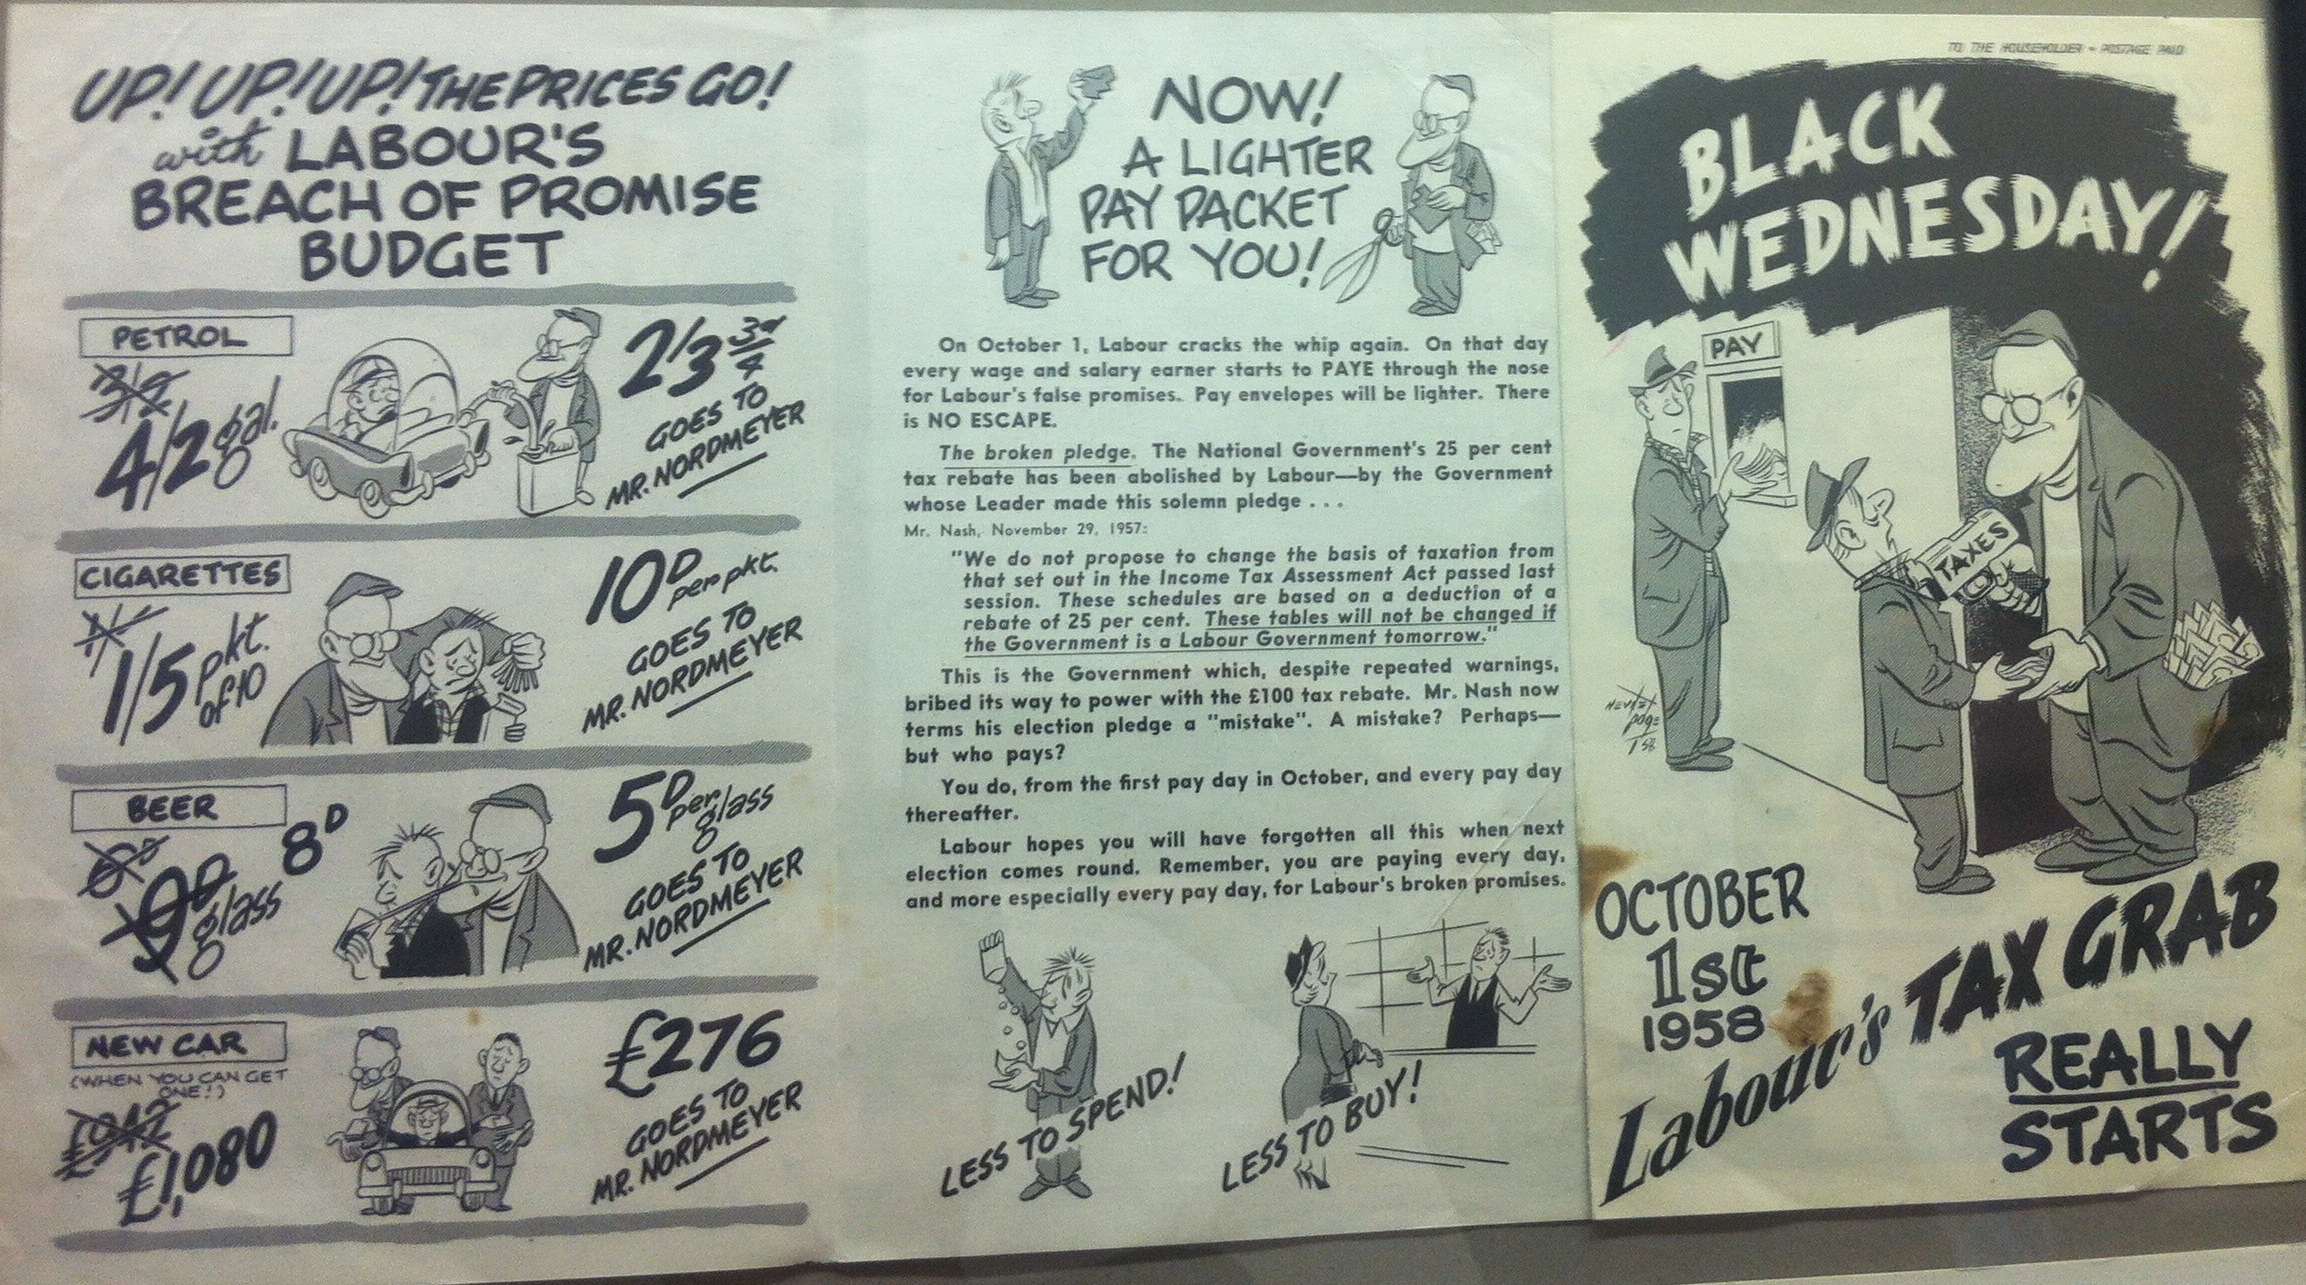 UP! UP! UP! THE PRICES GO!
with LABOUR'S
BREACH OF PROMISE
BUDGET
PETROL
4/2 gal.
2/3 3/4 d
GOES TO
MR. NORDMEYER
CIGARETTES
1/5 pkt.
of 10
10D per pkt.
GOES TO
MR. NORDMEYER
BEER
6D
9D
8D
glass
5D per
glass
GOES TO
MR. NORDMEYER
NEW CAR
(WHEN YOU CAN GET
ONE!)
£1,080
£276
GOES TO
MR. NORDMEYER
NOW!
A LIGHTER
PAY PACKET
FOR YOU!
On October 1, Labour cracks the whip again. On that day
every wage and salary earner starts to PAYE through the nose
for Labour's false promises. Pay envelopes will be lighter. There
is NO ESCAPE.
The broken pledge. The National Government's 25 per cent
tax rebate has been abolished by Labour—by the Government
whose Leader made this solemn pledge . . .
Mr. Nash, November 29, 1957:
"We do not propose to change the basis of taxation from
that set out in the Income Tax Assessment Act passed last
session. These schedules are based on a deduction of a
rebate of 25 per cent. These tables will not be changed if
the Government is a Labour Government tomorrow."
This is the Government which, despite repeated warnings,
bribed its way to power with the £100 tax rebate. Mr. Nash now
terms his election pledge a "mistake". A mistake? Perhaps—
but who pays?
You do, from the first pay day in October, and every pay day
thereafter.
Labour hopes you will have forgotten all this when next
election comes round. Remember, you are paying every day,
and more especially every pay day, for Labour's broken promises.
LESS TO SPEND!
LESS TO BUY!
TO THE HOUSEHOLDER - POSTAGE PAID
BLACK
WEDNESDAY!
PAY
TAXES
OCTOBER
1st
1958
Labour's TAX GRAB
REALLY
STARTS